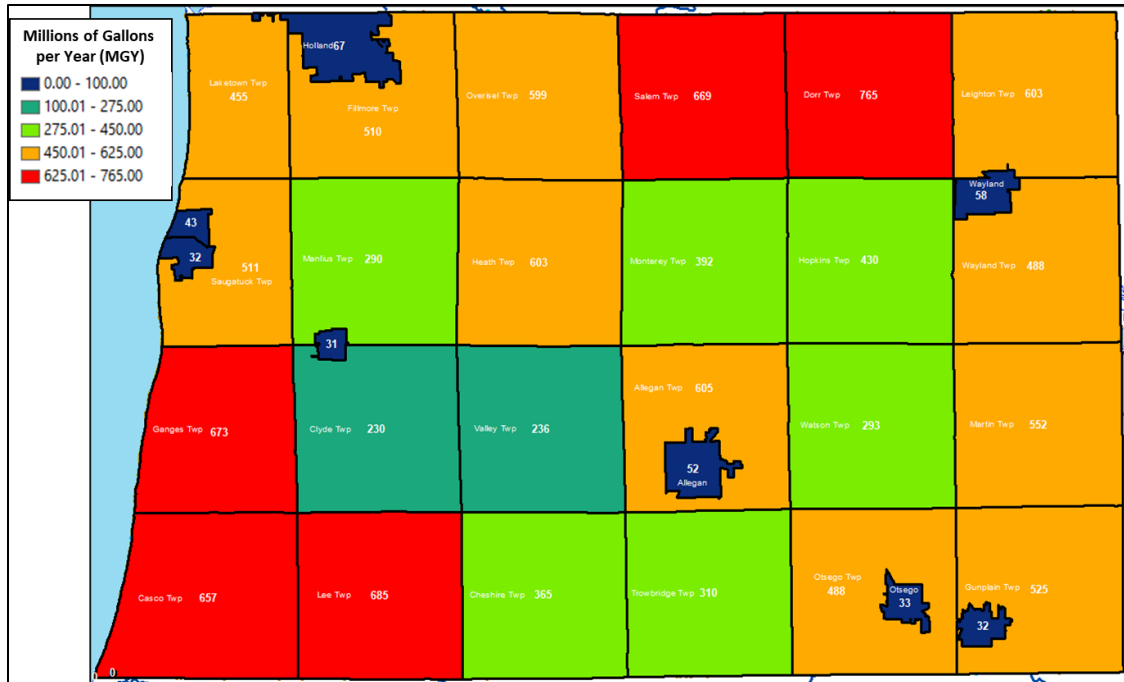 Millions of Gallons
per Year (MGY)
0.00 - 100.00
100.01 - 275.00
275.01 - 450.00
450.01 - 625.00
625.01 - 765.00
Holland 67
Laketown Twp
455
Fillmore Twp
510
Overisel Twp 599
Salem Twp 669
Dorr Twp 765
Leighton Twp 603
43
32
511
Saugatuck Twp
Manlius Twp 290
Heath Twp 603
Monterey Twp 392
Hopkins Twp 430
Wayland
58
Wayland Twp 488
31
Ganges Twp 673
Clyde Twp 230
Valley Twp 236
Allegan Twp 605
52
Allegan
Watson Twp 293
Martin Twp 552
Casco Twp 657
Lee Twp 685
Cheshire Twp 365
Trowbridge Twp 310
Otsego Twp
488
Otsego
33
Gunplain Twp 525
32
0 0